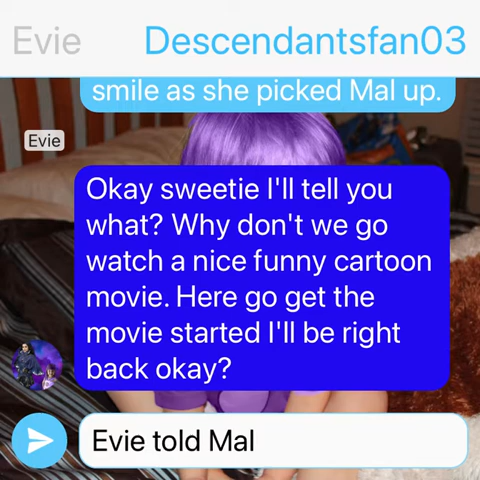 Evie Descendantsfan03
smile as she picked Mal up.
Evie
Okay sweetie I'll tell you
what? Why don't we go
watch a nice funny cartoon
movie. Here go get the
movie started I'll be right
back okay?
Evie told Mal